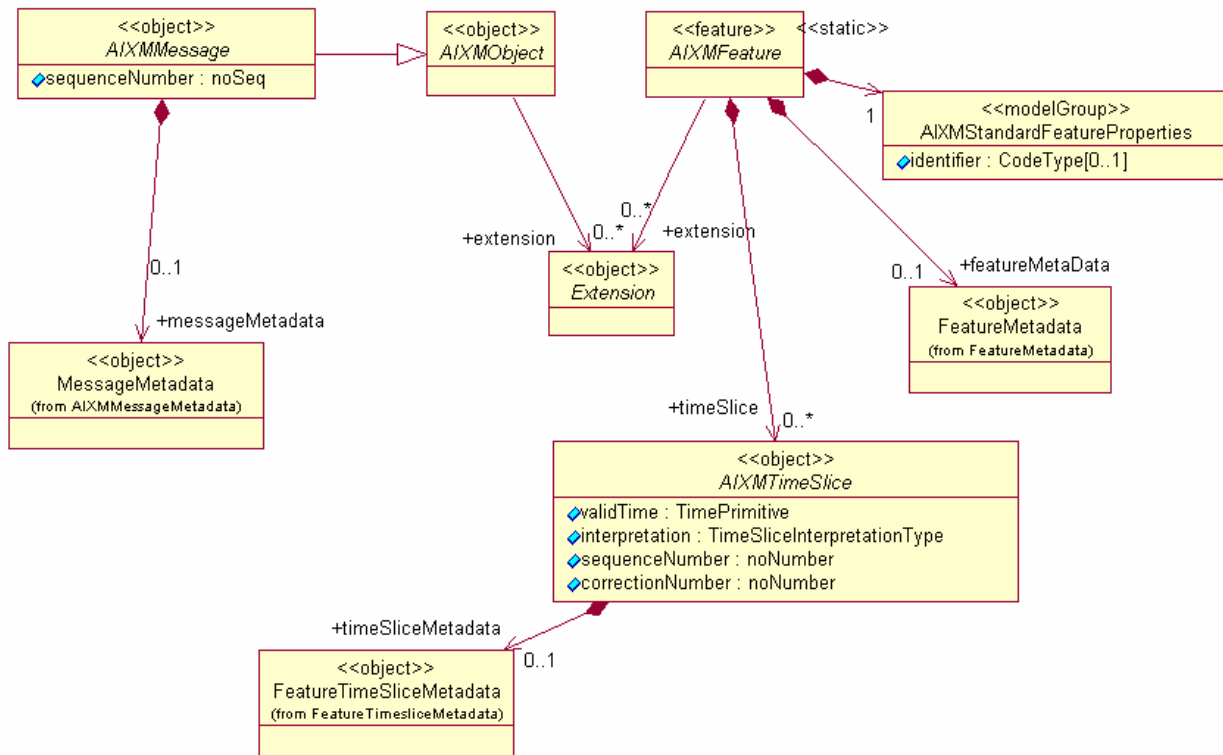 <<object>>
AIXMMessage
sequenceNumber : noSeq
<<object>>
AIXMObject
<<feature>>
AIXMFeature
<<static>>
1
<<modelGroup>>
AIXMStandardFeatureProperties
identifier : CodeType[0..1]
+extension
0..*
0..*
+extension
<<object>>
Extension
0..1
+messageMetadata
<<object>>
MessageMetadata
(from AIXMMessageMetadata)
0..1
+featureMetaData
<<object>>
FeatureMetadata
(from FeatureMetadata)
+timeSlice
0..*
<<object>>
AIXMTimeSlice
validTime : TimePrimitive
interpretation : TimeSliceInterpretationType
sequenceNumber : noNumber
correctionNumber : noNumber
+timeSliceMetadata
0..1
<<object>>
FeatureTimeSliceMetadata
(from FeatureTimesliceMetadata)